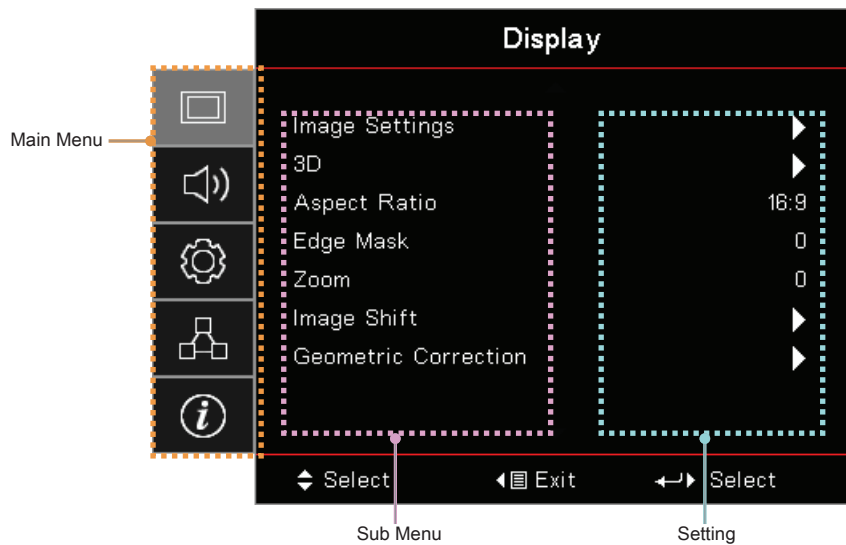 Display
Main Menu
Image Settings
3D
Aspect Ratio 16:9
Edge Mask 0
Zoom 0
Image Shift
Geometric Correction
i
Select Exit Select
Sub Menu Setting